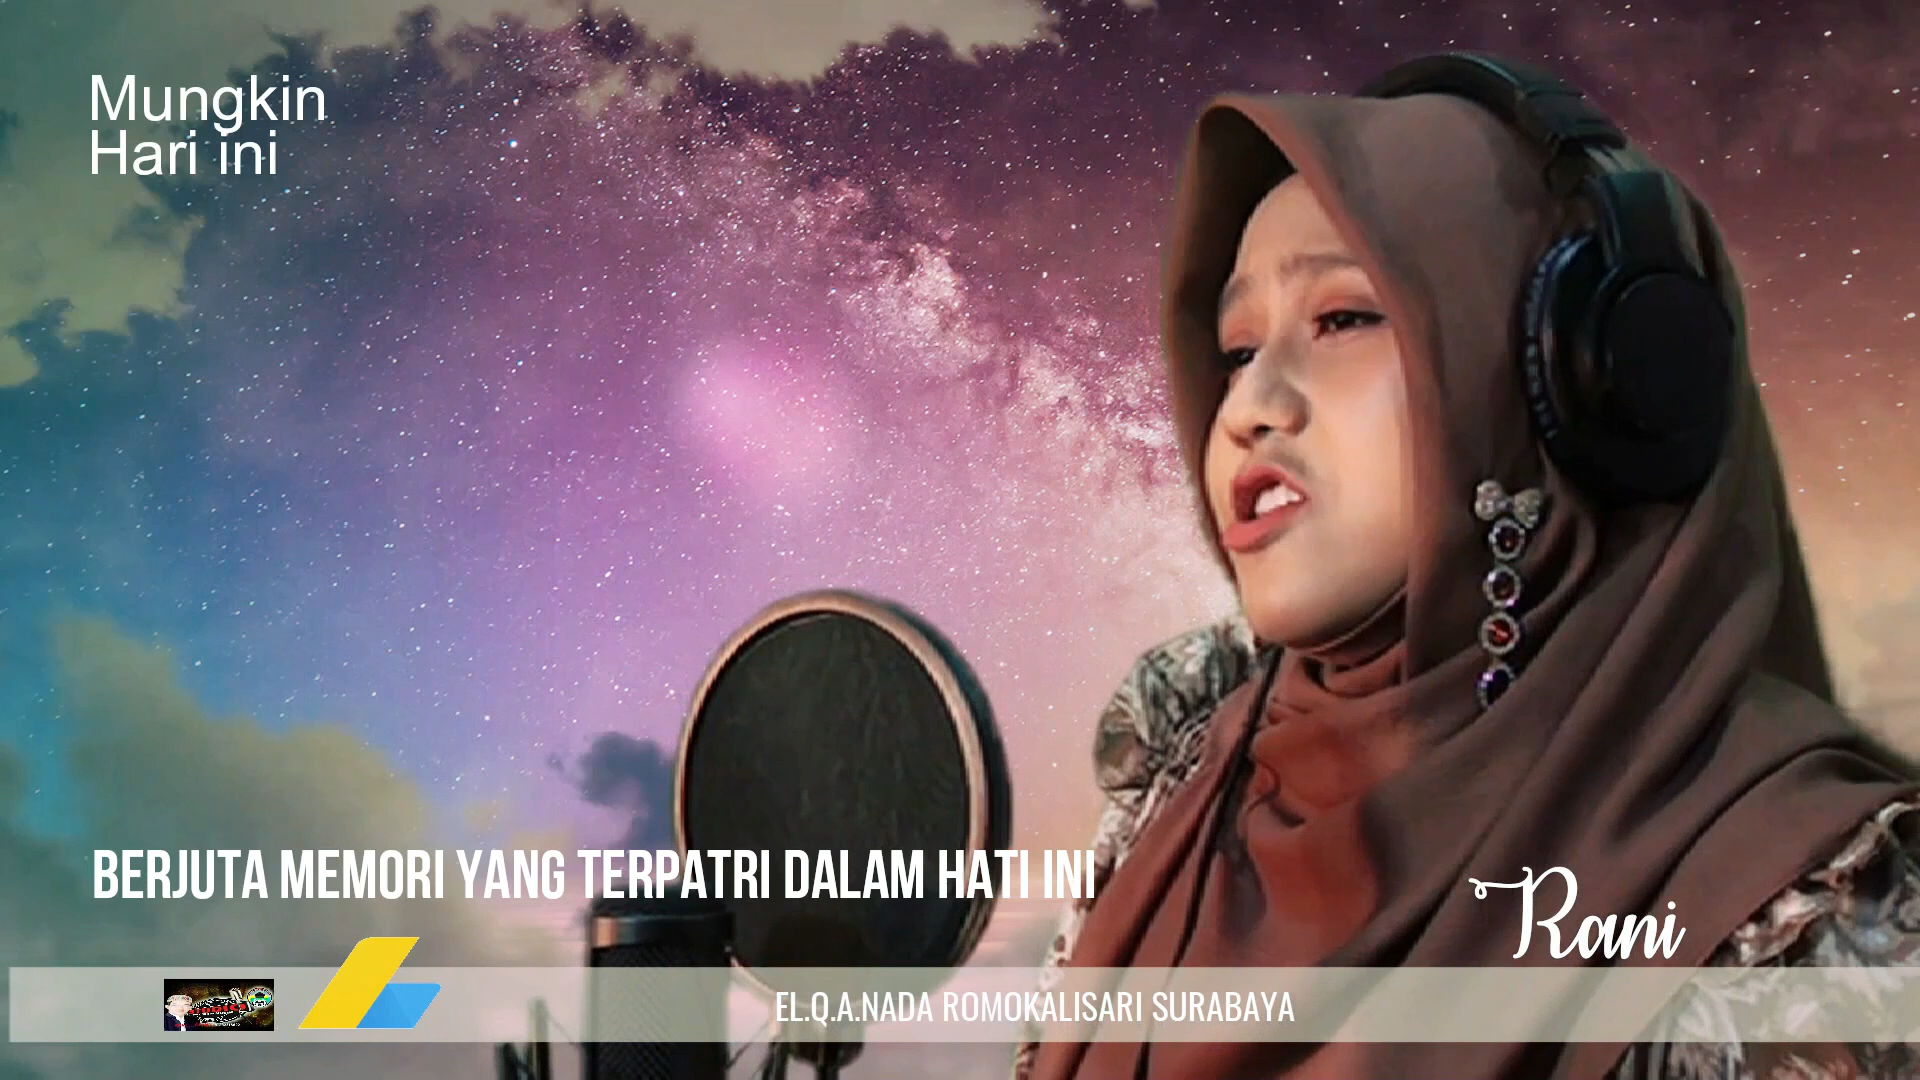 Mungkin
Hari ini
BERJUTA MEMORI YANG TERPATRI DALAM HATI INI
Rani
EL.Q.A.NADA ROMOKALISARI SURABAYA